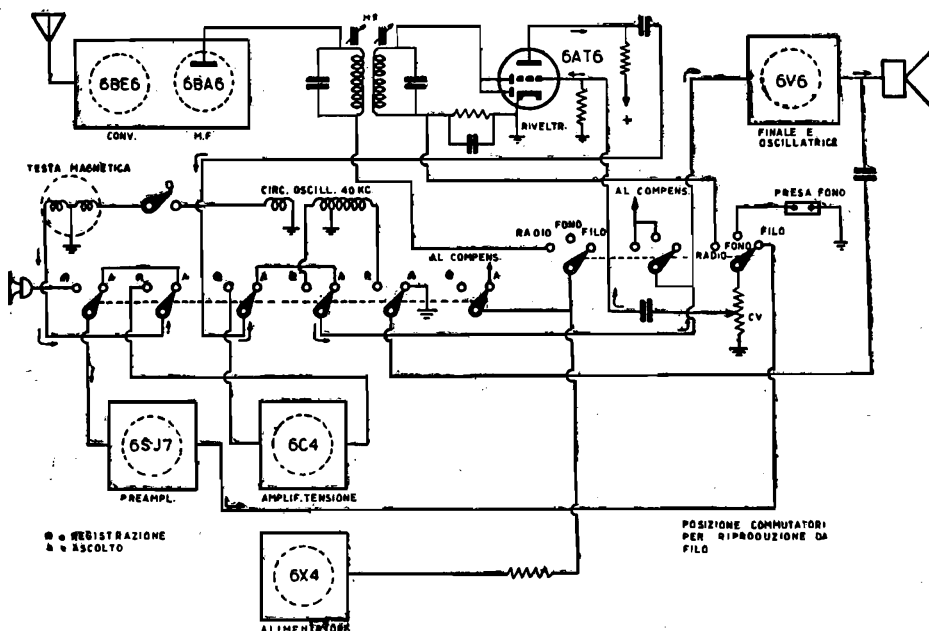 MF
6BE6
6BA6
CONV.
M.F
6AT6
RIVELTR.
+
6V6
FINALE E
OSCILLATRICE
TESTA MAGNETICA
CIRC. OSCILL. 40 KC
PRESA FONO
AL COMPENS.
RADIO
FONO
FILO
AL COMPENS.
RADIO
FONO
FILO
R
A
R
A
R
A
R
A
R
A
R
A
CV
6SJ7
PREAMPL.
6C4
AMPLIF. TENSIONE
R = REGISTRAZIONE
A = ASCOLTO
POSIZIONE COMMUTATORI
PER RIPRODUZIONE DA
FILO
6X4
ALIMENTATORE